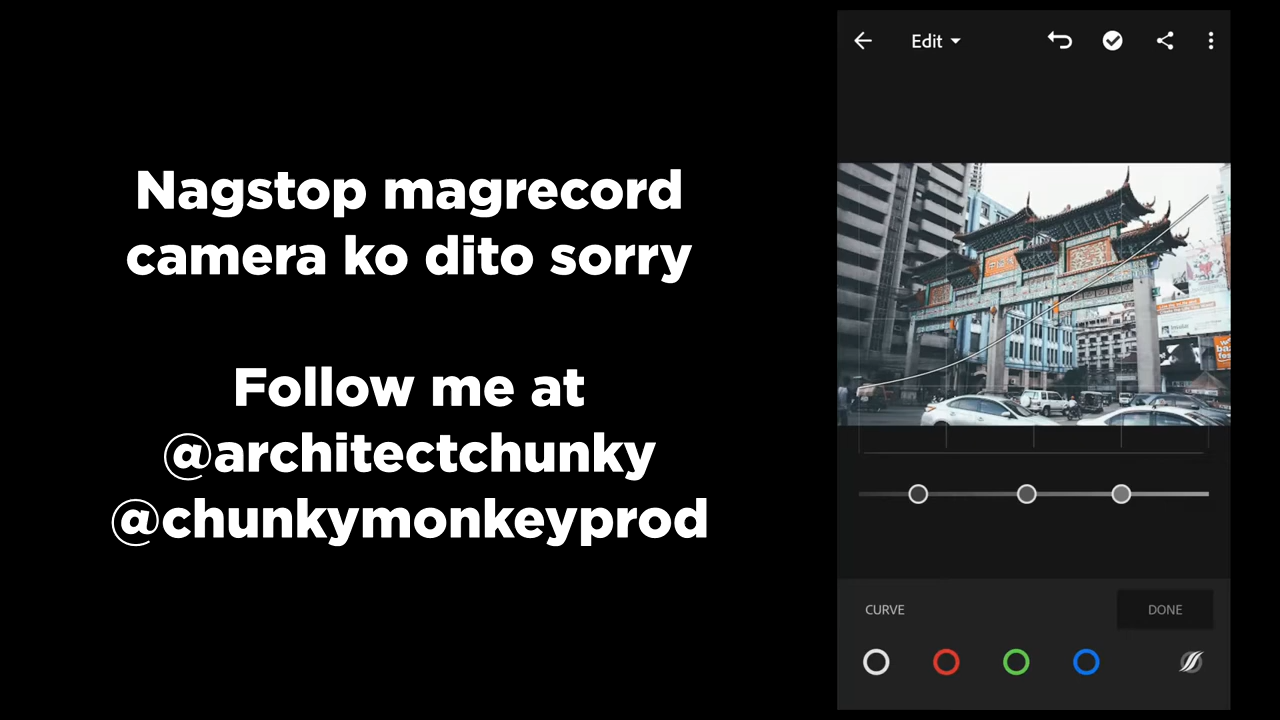 Nagstop magrecord
camera ko dito sorry
Follow me at
@architectchunky
@chunkymonkeyprod
Edit
CURVE
DONE